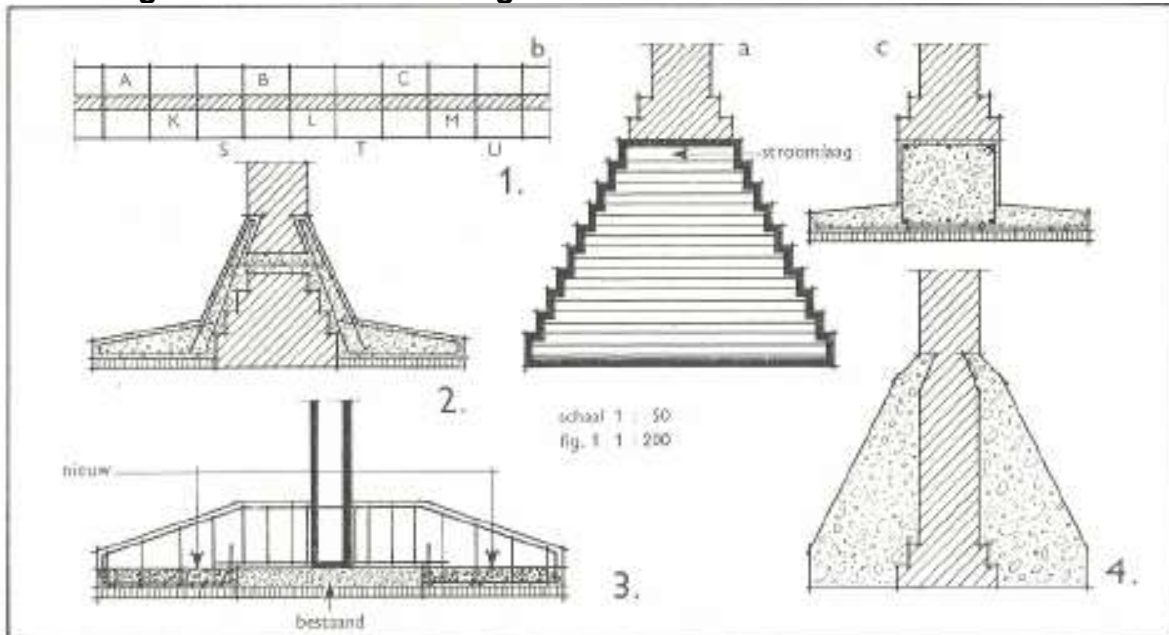 b
a
c
A B C
K L M
S T U
1.
stroomlaag
2.
schaal 1 : 50
fig. 1 1 : 200
nieuw
3.
4.
bestaand